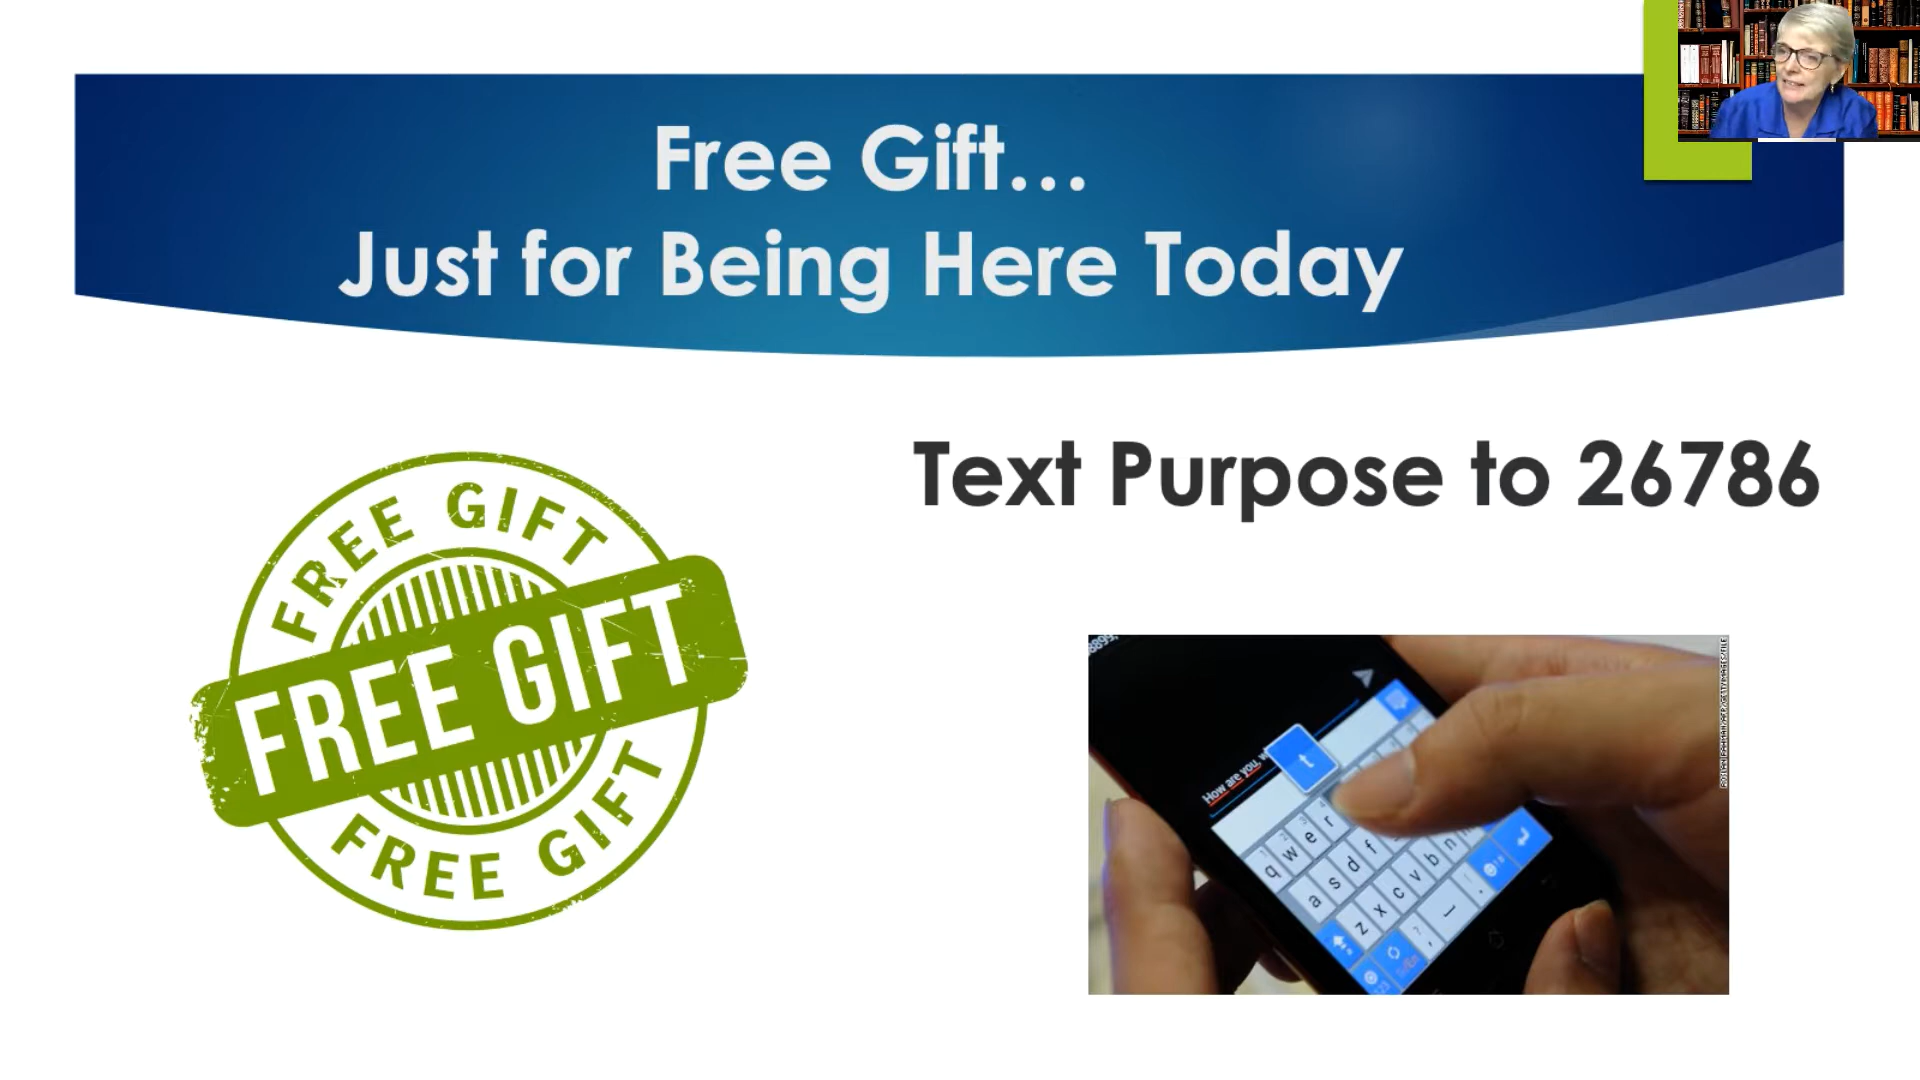 Free Gift...
Just for Being Here Today
Text Purpose to 26786
FREE GIFT
FREE GIFT
FREE GIFT
How are you, w
t
q w e r
a s d f
z x c v b n